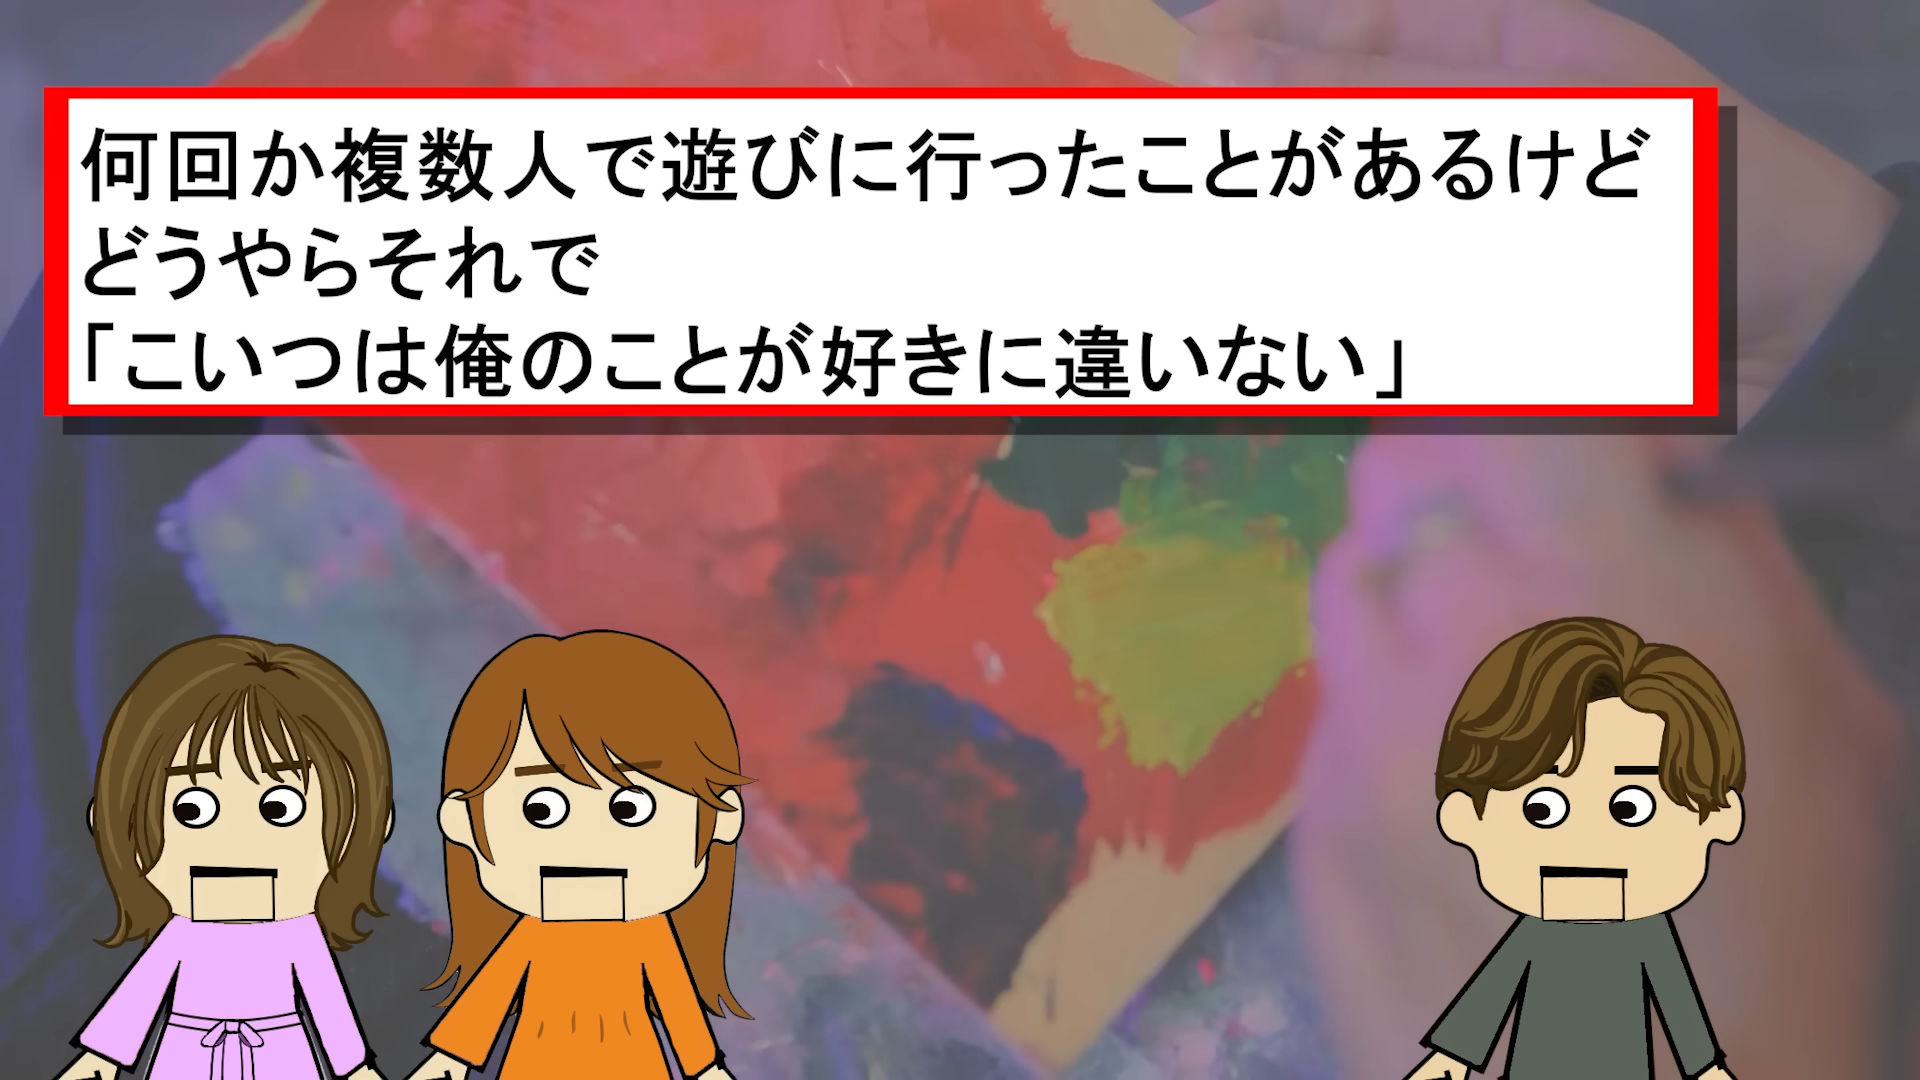 何回か複数人で遊びに行ったことがあるけど
どうやらそれで
「こいつは俺のことが好きに違いない」